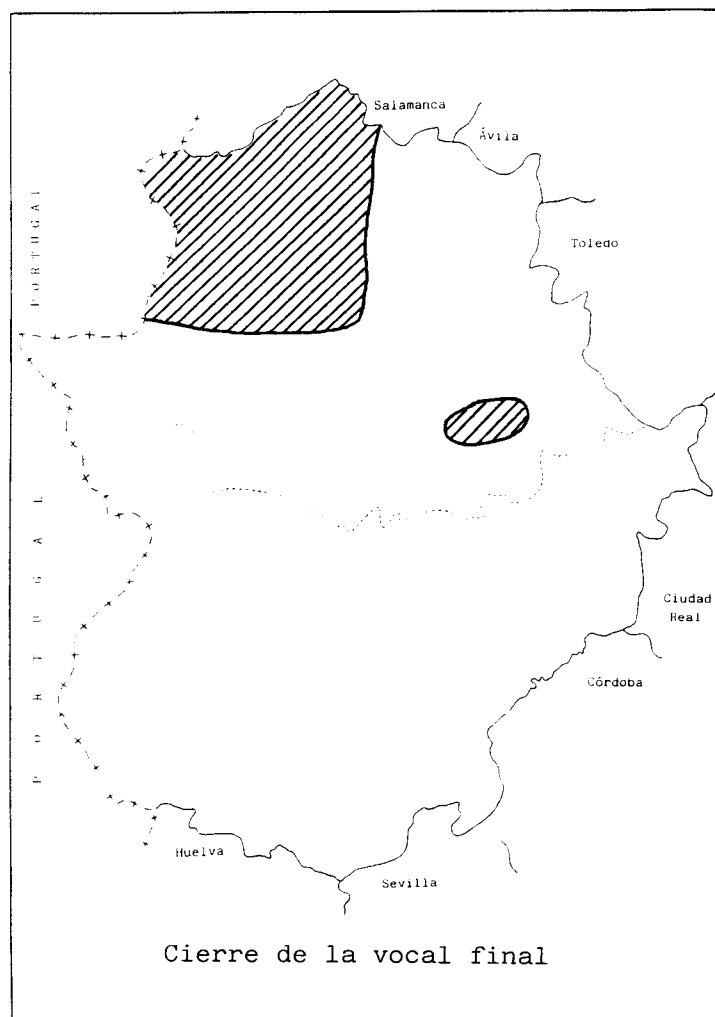 Salamanca
Ávila
PORTUGAL
Toledo
PORTUGAL
Ciudad
Real
Córdoba
Huelva
Sevilla
Cierre de la vocal final